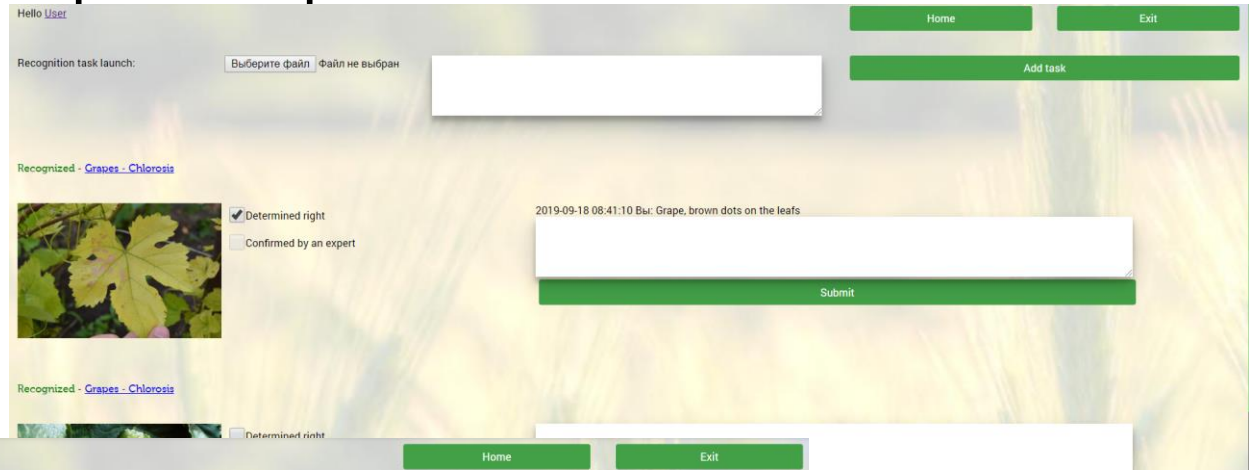 Hello User
Home
Exit
Recognition task launch:
Выберите файл Файл не выбран
Add task
Recognized - Grapes - Chlorosis
Determined right
Confirmed by an expert
2019-09-18 08:41:10 Вы: Grape, brown dots on the leafs
Submit
Recognized - Grapes - Chlorosis
Determined right
Home
Exit